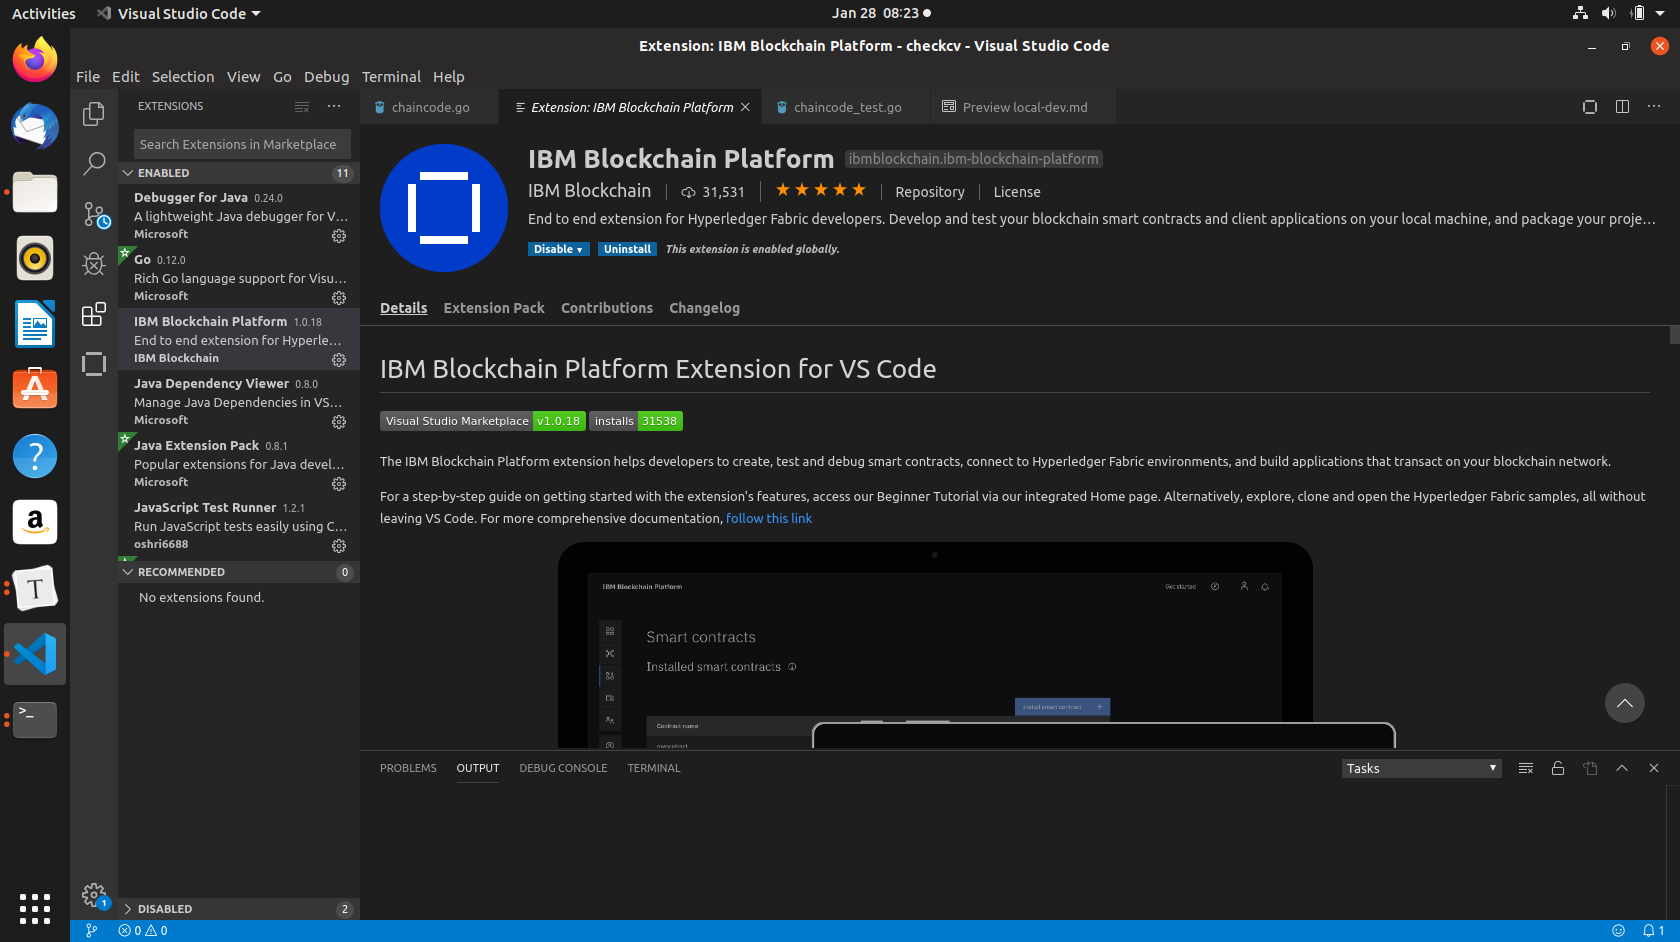 Activities
Visual Studio Code
Jan 28 08:23
Extension: IBM Blockchain Platform - checkcv - Visual Studio Code
File Edit Selection View Go Debug Terminal Help
EXTENSIONS
Search Extensions in Marketplace
ENABLED 11
Debugger for Java 0.24.0
A lightweight Java debugger for V...
Microsoft
Go 0.12.0
Rich Go language support for Visu...
Microsoft
IBM Blockchain Platform 1.0.18
End to end extension for Hyperle...
IBM Blockchain
Java Dependency Viewer 0.8.0
Manage Java Dependencies in VS...
Microsoft
Java Extension Pack 0.8.1
Popular extensions for Java devel...
Microsoft
JavaScript Test Runner 1.2.1
Run JavaScript tests easily using C...
oshri6688
RECOMMENDED 0
No extensions found.
DISABLED 2
chaincode.go
Extension: IBM Blockchain Platform
chaincode_test.go
Preview local-dev.md
IBM Blockchain Platform ibmblockchain.ibm-blockchain-platform
IBM Blockchain 31,531 Repository License
End to end extension for Hyperledger Fabric developers. Develop and test your blockchain smart contracts and client applications on your local machine, and package your proje...
Disable Uninstall This extension is enabled globally.
Details Extension Pack Contributions Changelog
IBM Blockchain Platform Extension for VS Code
Visual Studio Marketplace v1.0.18 installs 31538
The IBM Blockchain Platform extension helps developers to create, test and debug smart contracts, connect to Hyperledger Fabric environments, and build applications that transact on your blockchain network.
For a step-by-step guide on getting started with the extension's features, access our Beginner Tutorial via our integrated Home page. Alternatively, explore, clone and open the Hyperledger Fabric samples, all without
leaving VS Code. For more comprehensive documentation, follow this link
IBM Blockchain Platform Get started
Smart contracts
Installed smart contracts
Install smart contract +
Contract name
mycontract
PROBLEMS OUTPUT DEBUG CONSOLE TERMINAL
Tasks
1
0 0
1